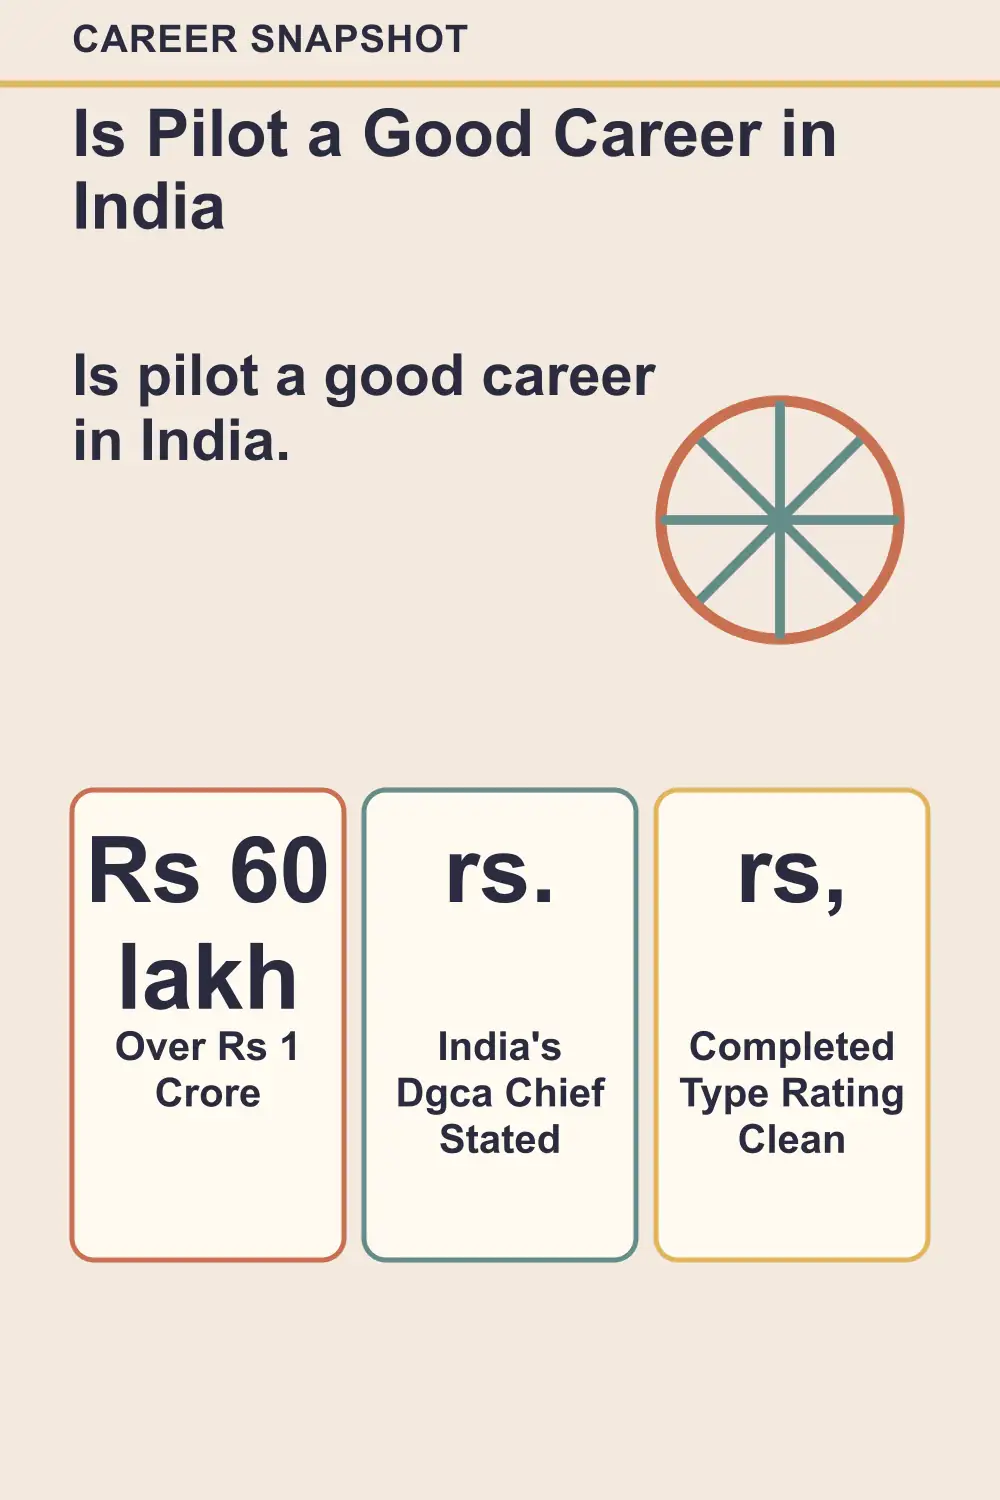 CAREER SNAPSHOT
Is Pilot a Good Career in
India
Is pilot a good career
in India.
Rs 60
lakh
Over Rs 1
Crore
rs.
India's
Dgca Chief
Stated
rs,
Completed
Type Rating
Clean